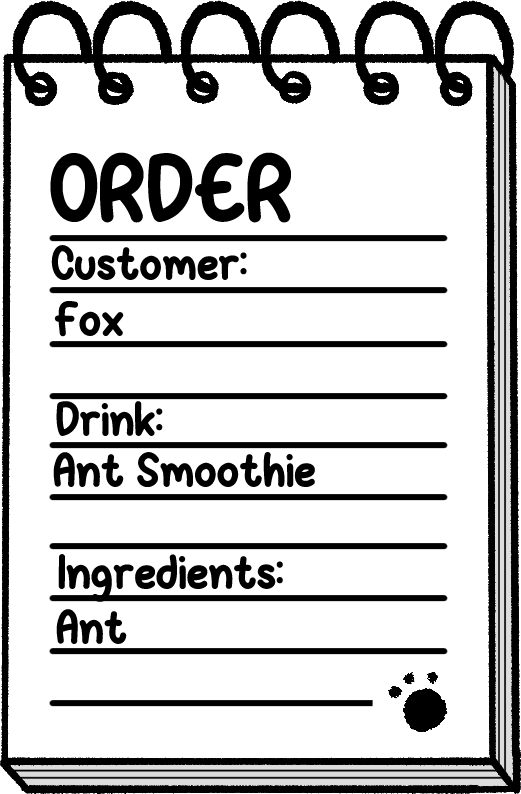 ORDER
Customer:
Fox
Drink:
Ant Smoothie
Ingredients:
Ant